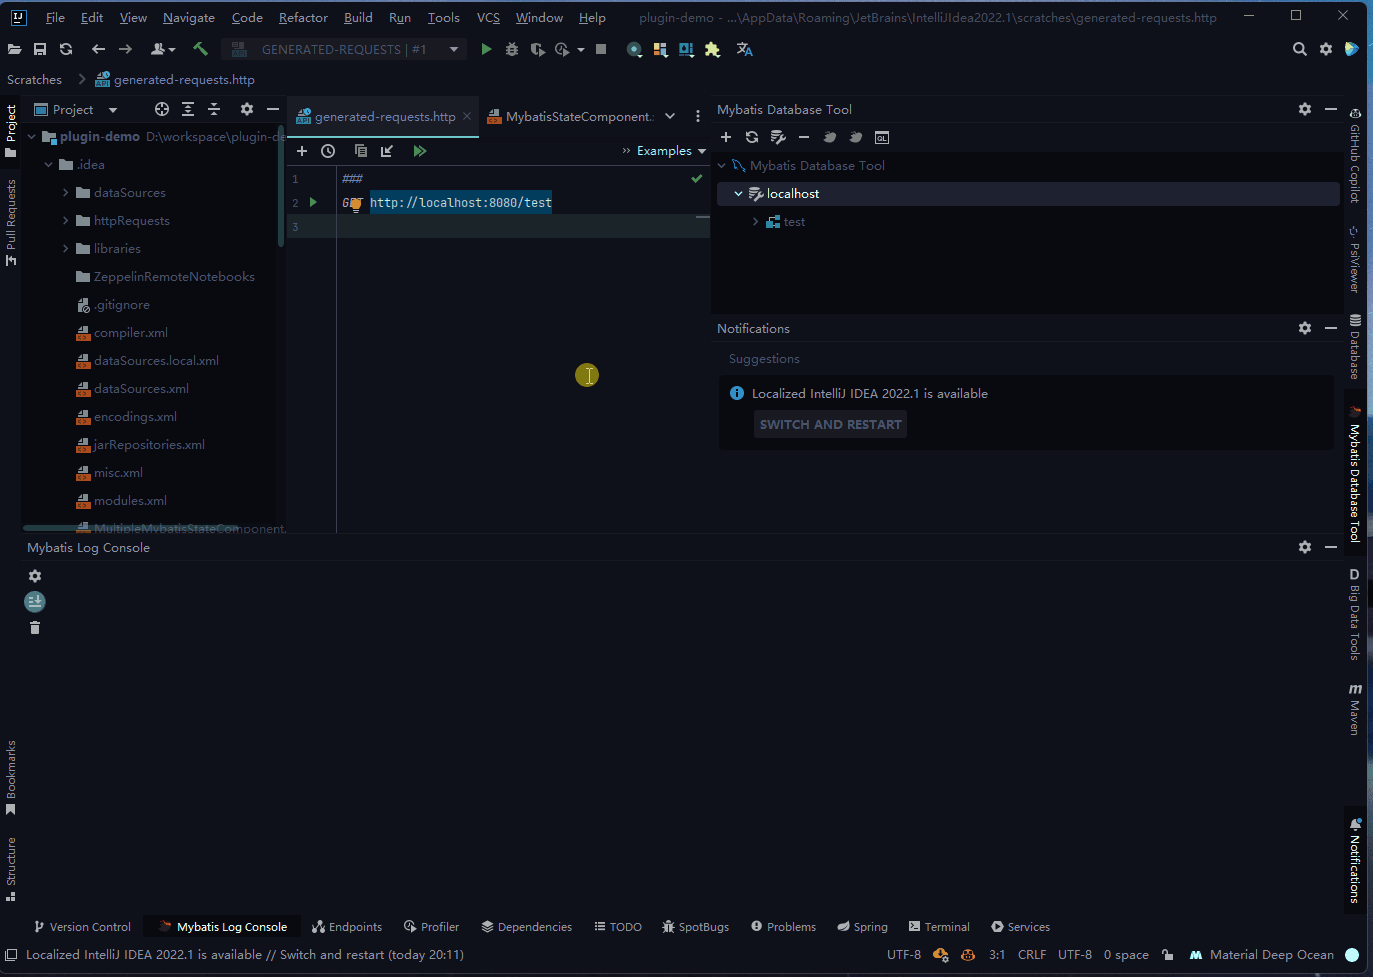 File Edit View Navigate Code Refactor Build Run Tools VCS Window Help plugin-demo - ...\AppData\Roaming\JetBrains\IntelliJIdea2022.1\scratches\generated-requests.http
GENERATED-REQUESTS | #1
Scratches generated-requests.http
Project
plugin-demo D:\workspace\plugin-de
.idea
dataSources
httpRequests
libraries
ZeppelinRemoteNotebooks
.gitignore
compiler.xml
dataSources.local.xml
dataSources.xml
encodings.xml
jarRepositories.xml
misc.xml
modules.xml
MultipleMybatisStateComponent.
generated-requests.http MybatisStateComponent.
Examples
1 ###
2 GET http://localhost:8080/test
3
Mybatis Database Tool
Mybatis Database Tool
localhost
test
Notifications
Suggestions
Localized IntelliJ IDEA 2022.1 is available
SWITCH AND RESTART
Mybatis Log Console
Project
Pull Requests
Bookmarks
Structure
GitHub Copilot
PsiViewer
Database
Mybatis Database Tool
D
Big Data Tools
m
Maven
Notifications
Version Control Mybatis Log Console Endpoints Profiler Dependencies TODO SpotBugs Problems Spring Terminal Services
Localized IntelliJ IDEA 2022.1 is available // Switch and restart (today 20:11) UTF-8 3:1 CRLF UTF-8 0 space Material Deep Ocean